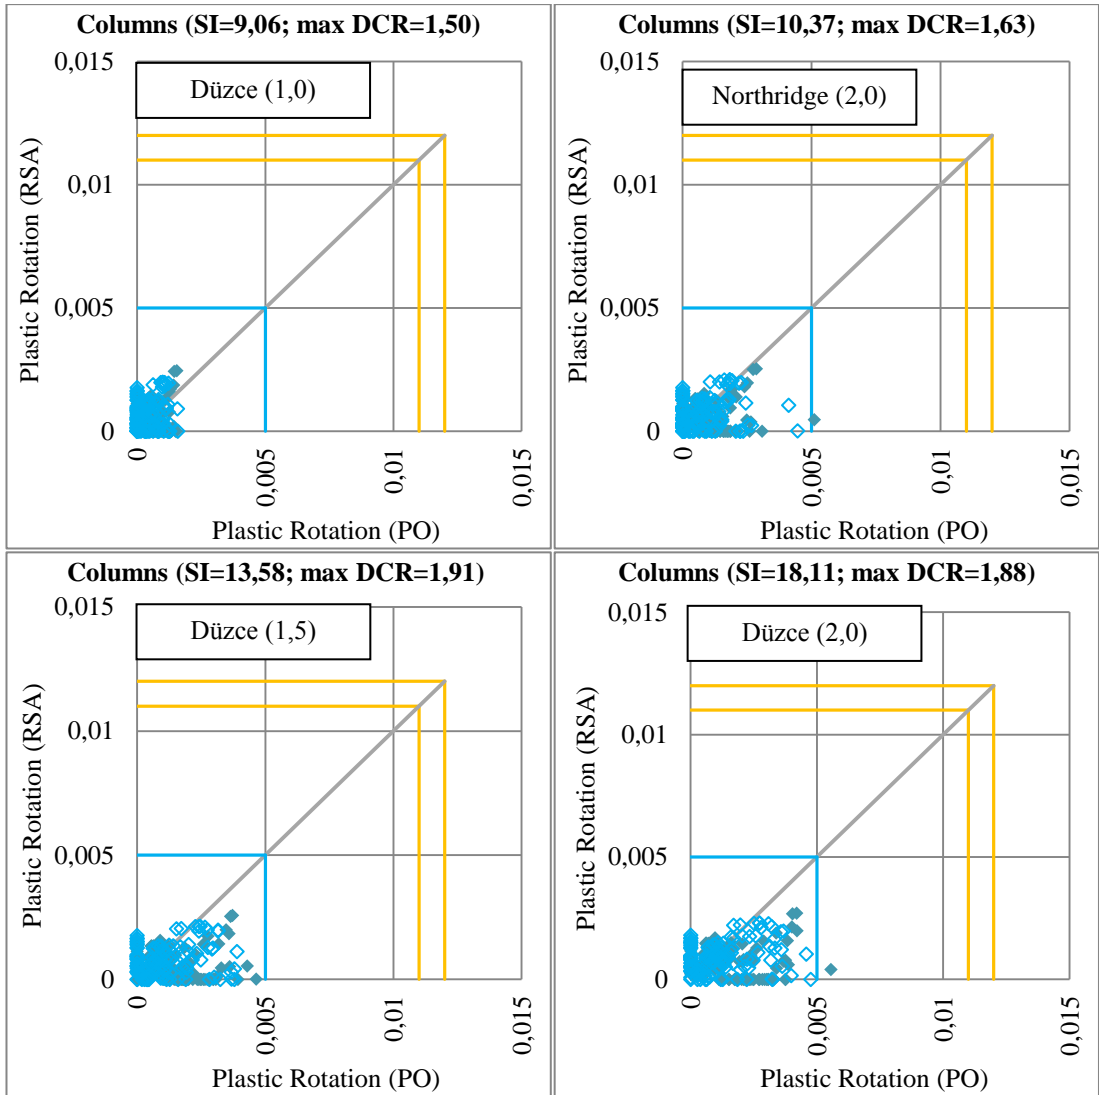 Columns (SI=9,06; max DCR=1,50)
Düzce (1,0)
Plastic Rotation (RSA)
0,015
0,01
0,005
0
0
0,005
0,01
0,015
Plastic Rotation (PO)
Columns (SI=10,37; max DCR=1,63)
Northridge (2,0)
Plastic Rotation (RSA)
0,015
0,01
0,005
0
0
0,005
0,01
0,015
Plastic Rotation (PO)
Columns (SI=13,58; max DCR=1,91)
Düzce (1,5)
Plastic Rotation (RSA)
0,015
0,01
0,005
0
0
0,005
0,01
0,015
Plastic Rotation (PO)
Columns (SI=18,11; max DCR=1,88)
Düzce (2,0)
Plastic Rotation (RSA)
0,015
0,01
0,005
0
0
0,005
0,01
0,015
Plastic Rotation (PO)